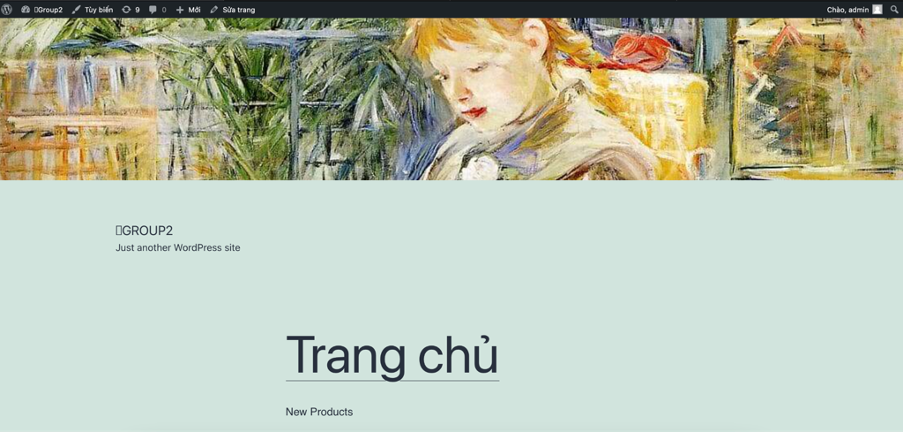 Group2 Tùy biến 9 0 Mới Sửa trang Chào, admin
GROUP2
Just another WordPress site
Trang chủ
New Products